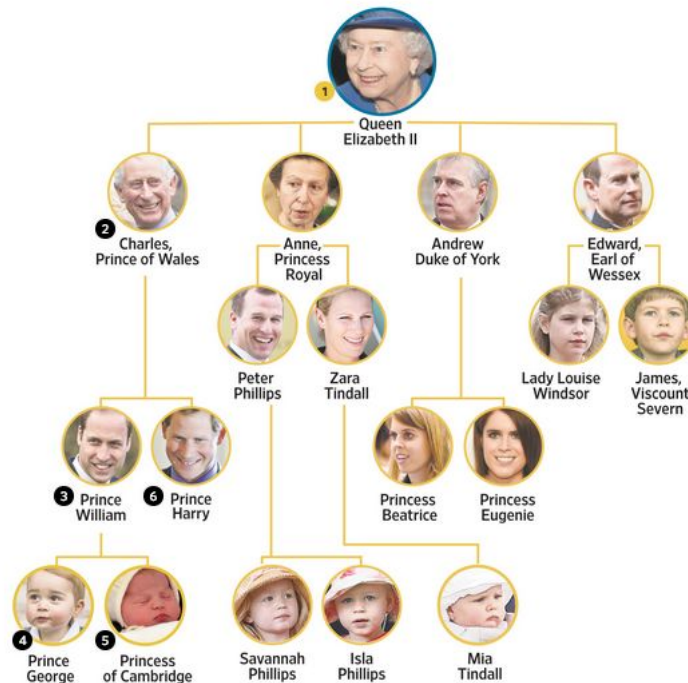 1
Queen
Elizabeth II
2
Charles,
Prince of Wales
Anne,
Princess
Royal
Andrew
Duke of York
Edward,
Earl of
Wessex
Peter
Phillips
Zara
Tindall
Lady Louise
Windsor
James,
Viscount
Severn
3
Prince
William
6
Prince
Harry
Princess
Beatrice
Princess
Eugenie
4
Prince
George
5
Princess
of Cambridge
Savannah
Phillips
Isla
Phillips
Mia
Tindall